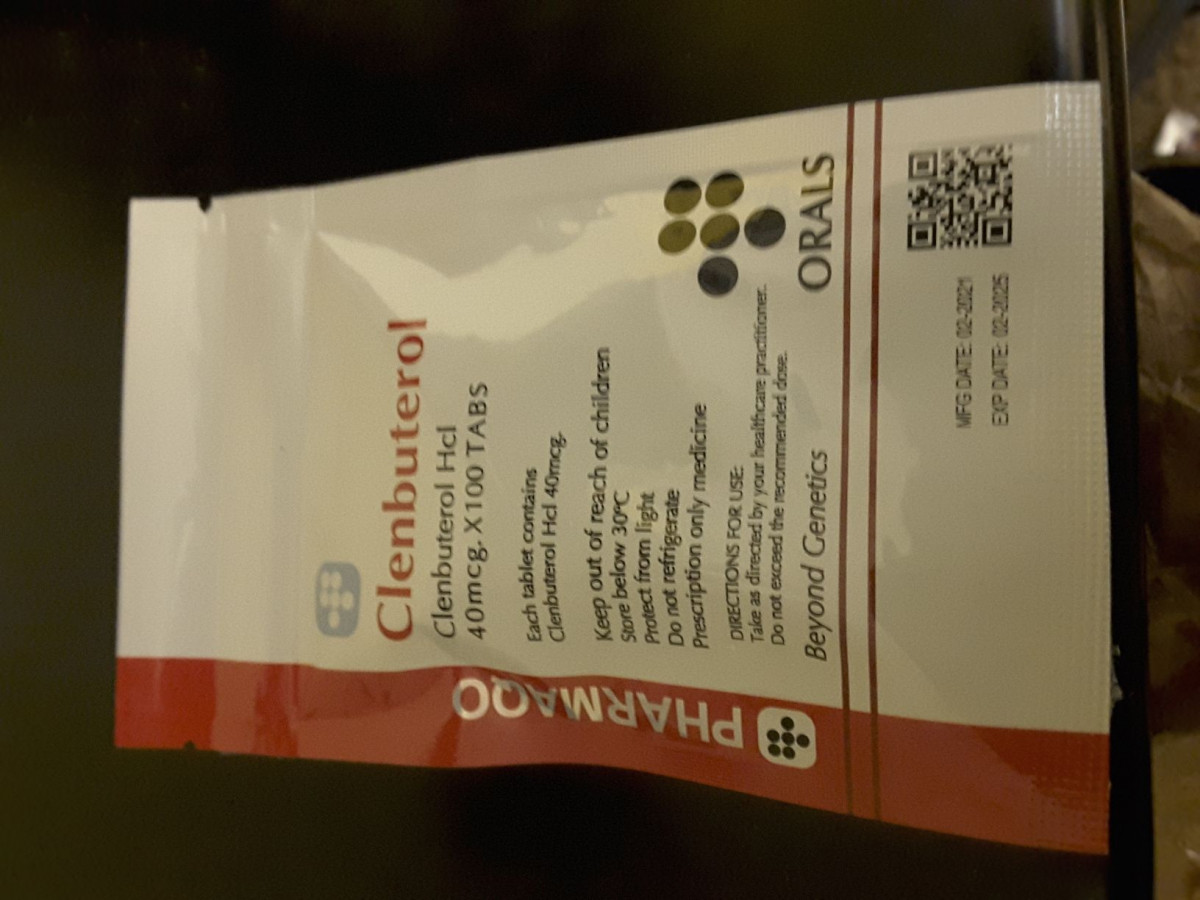 Clenbuterol
Clenbuterol Hcl
40mcg. X100 TABS
Each tablet contains
Clenbuterol Hcl 40mcg.
Keep out of reach of children
Store below 30ºC
Protect from light
Do not refrigerate
Prescription only medicine
DIRECTIONS FOR USE:
Take as directed by your healthcare practitioner.
Do not exceed the recommended dose.
Beyond Genetics
ORALS
PHARMAQO
MFG DATE: 02-2021
EXP DATE: 02-2025